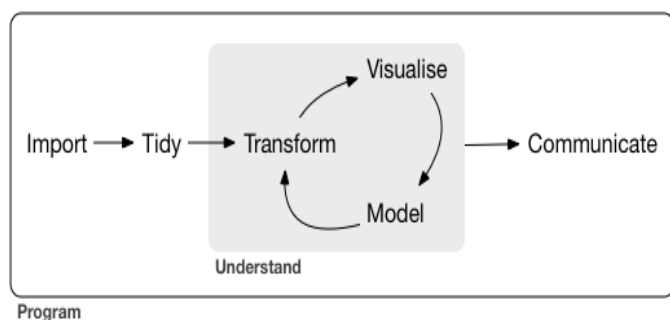 Visualise
Import
Tidy
Transform
Communicate
Model
Understand
Program